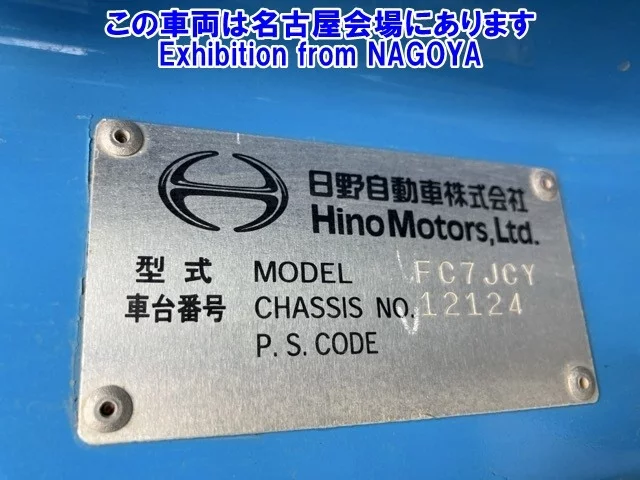 この車両は名古屋会場にあります
Exhibition from NAGOYA
日野自動車株式会社
Hino Motors, Ltd.
型式 MODEL FC7JCY
車台番号 CHASSIS NO. 12124
P. S. CODE